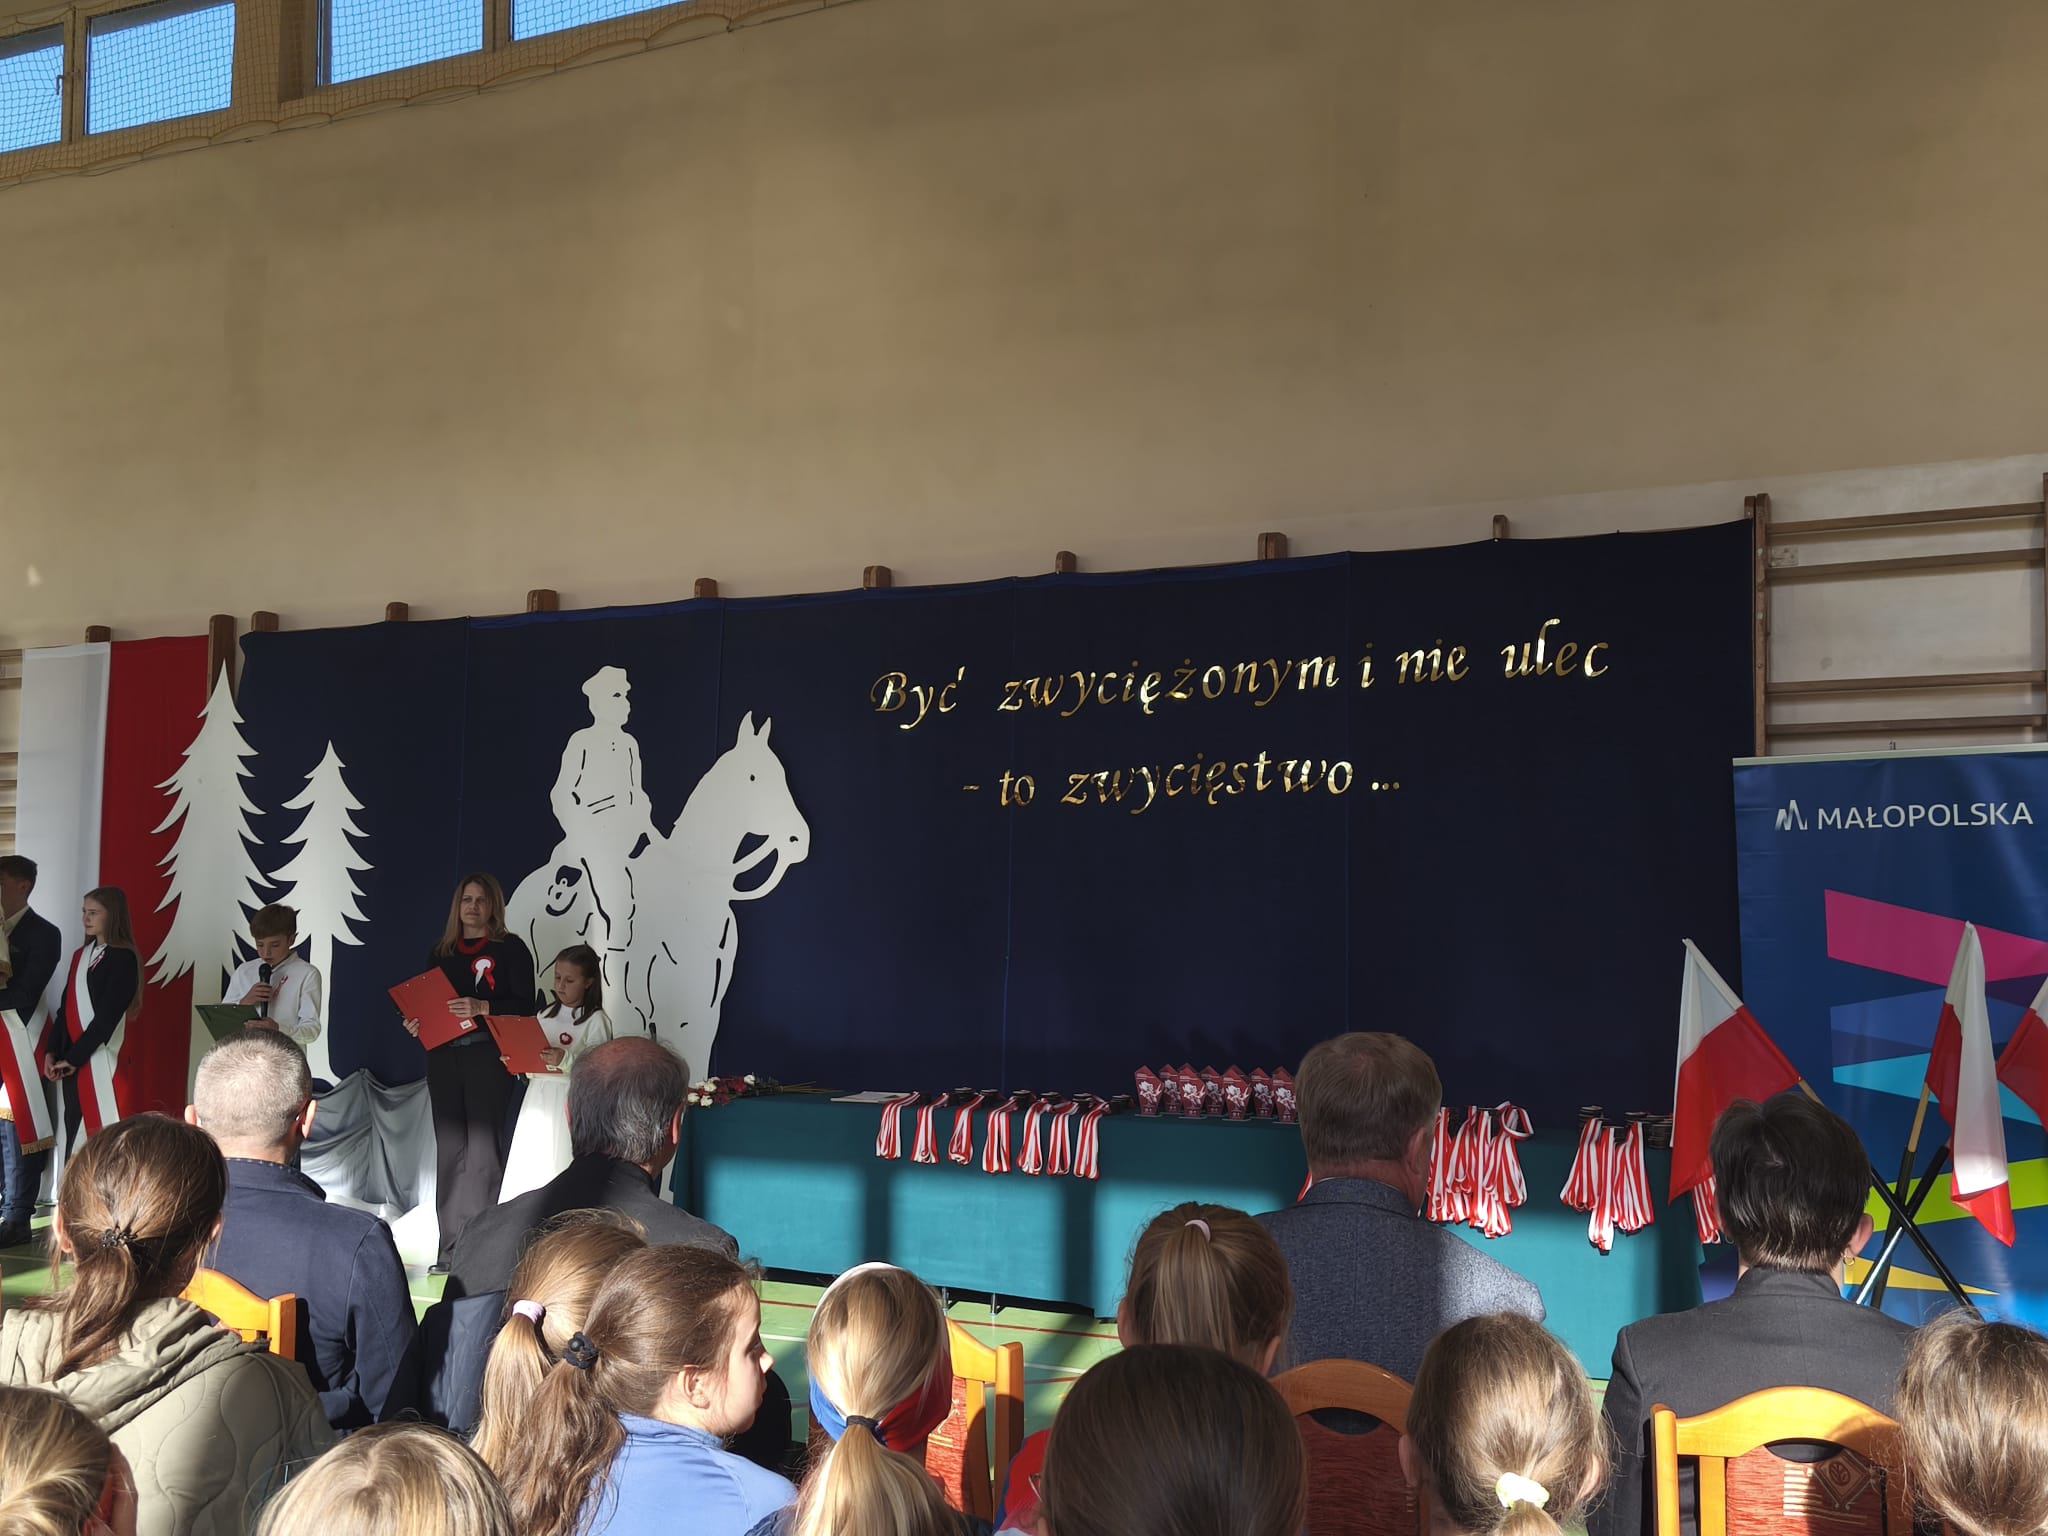 Być zwyciężonym i nie ulec
- to zwycięstwo ...
MAŁOPOLSKA